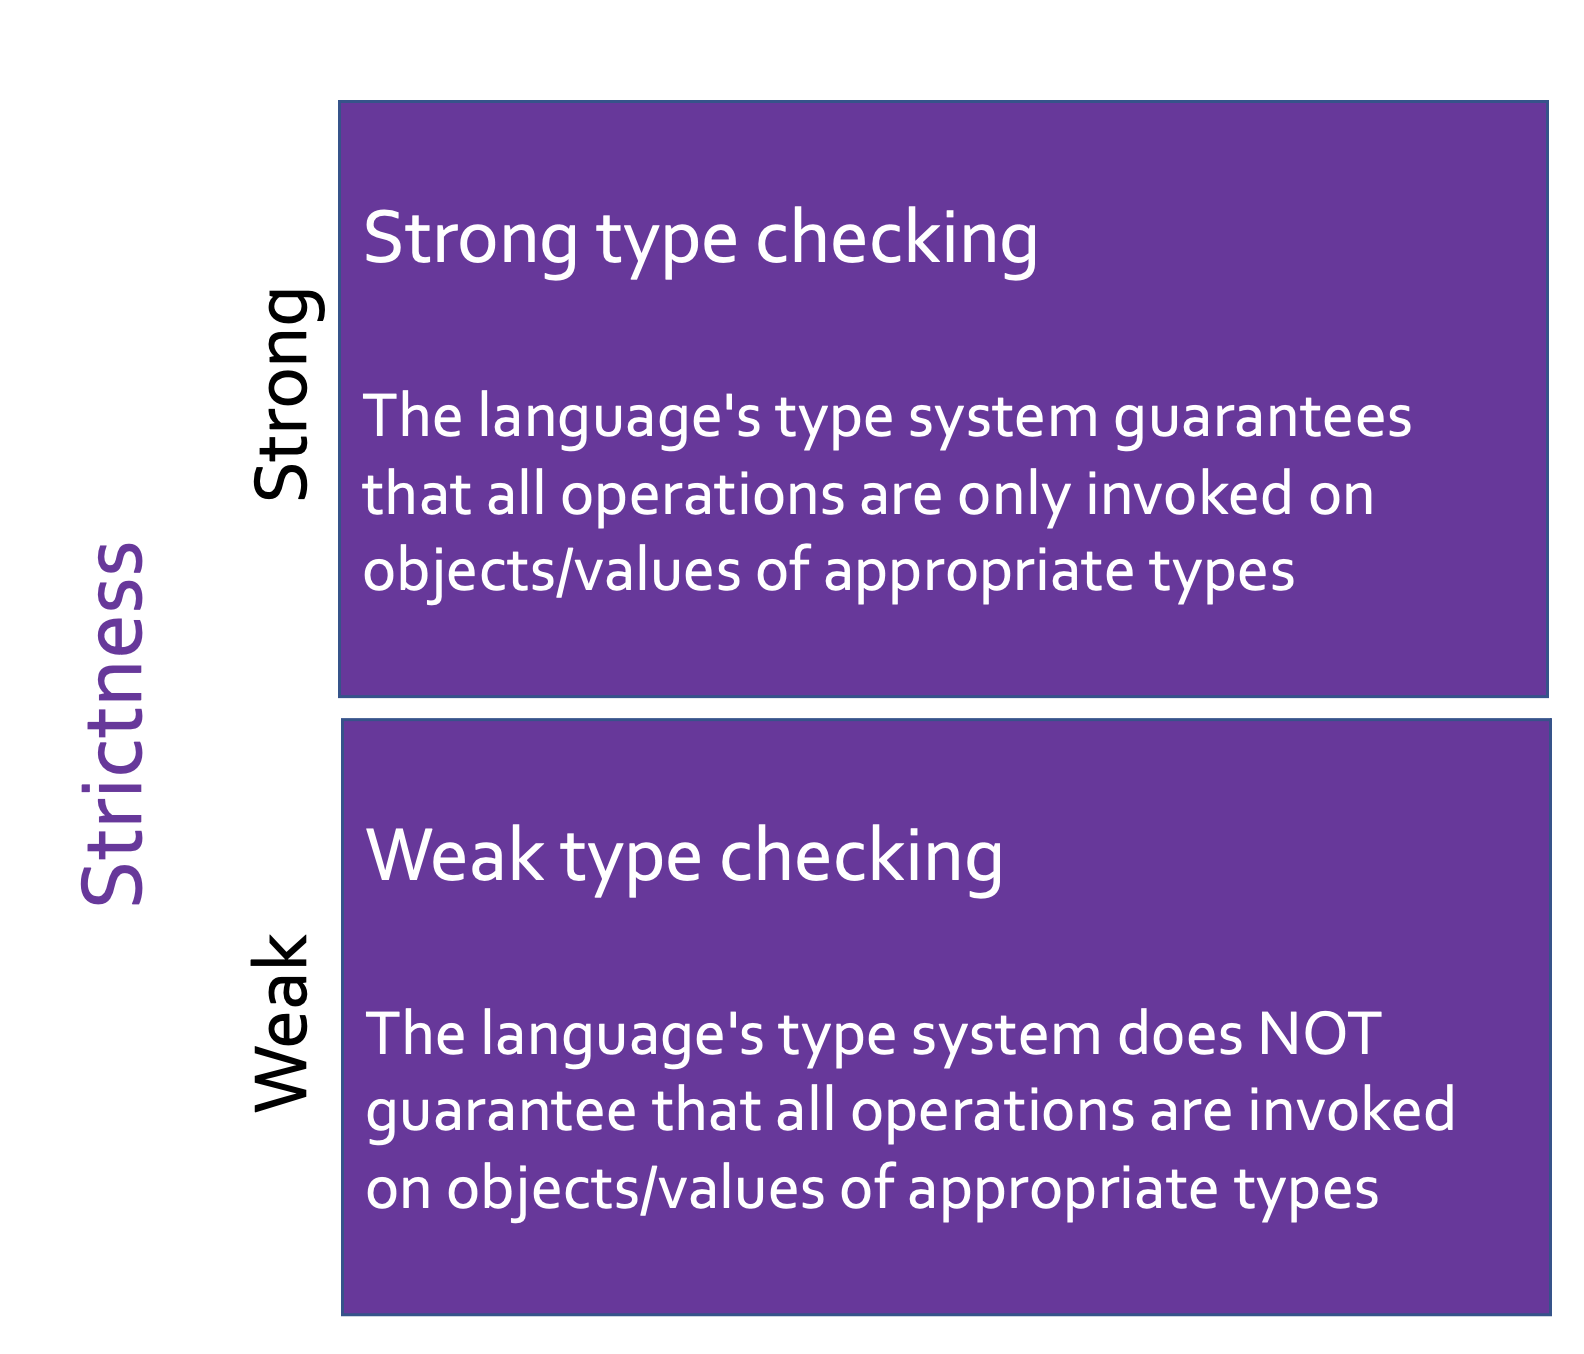 Strictness
Strong
Strong type checking
The language's type system guarantees
that all operations are only invoked on
objects/values of appropriate types
Weak
Weak type checking
The language's type system does NOT
guarantee that all operations are invoked
on objects/values of appropriate types